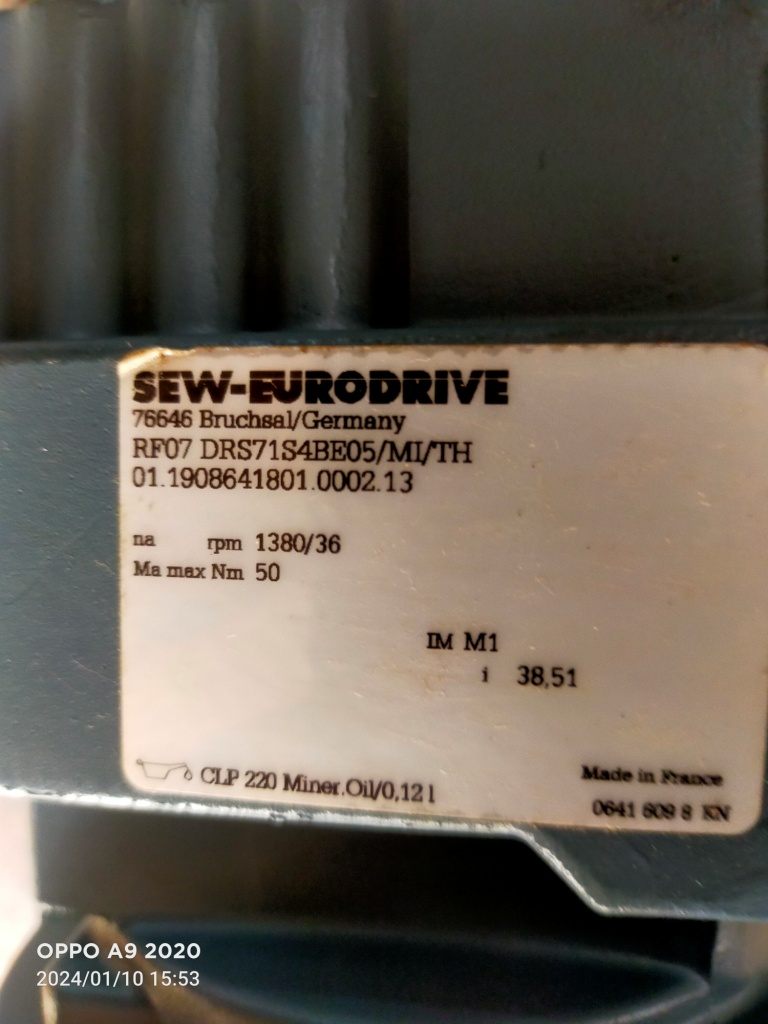 SEW-EURODRIVE
76646 Bruchsal/Germany
RF07 DRS71S4BE05/MI/TH
01.1908641801.0002.13
na rpm 1380/36
Ma max Nm 50
IM M1
i 38,51
CLP 220 Miner.Oil/0,12 l
Made in France
0641 609 8 KN
OPPO A9 2020
2024/01/10 15:53